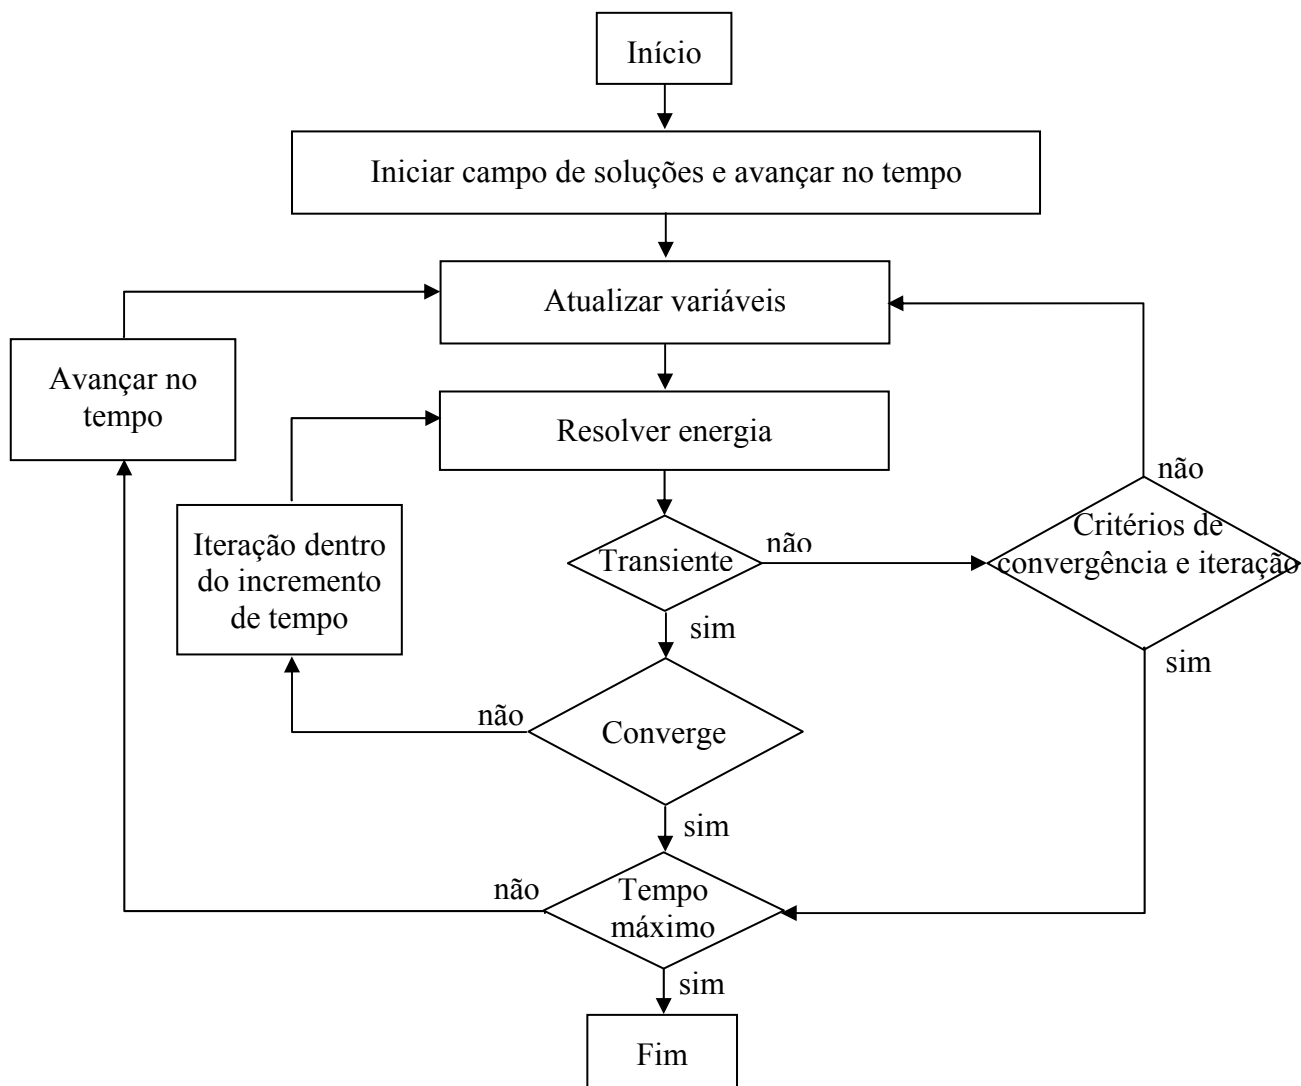 Início
Iniciar campo de soluções e avançar no tempo
Atualizar variáveis
Avançar no
tempo
Resolver energia
não
Iteração dentro
do incremento
de tempo
Transiente
não
Critérios de
convergência e iteração
sim
sim
não
Converge
sim
não
Tempo
máximo
sim
Fim